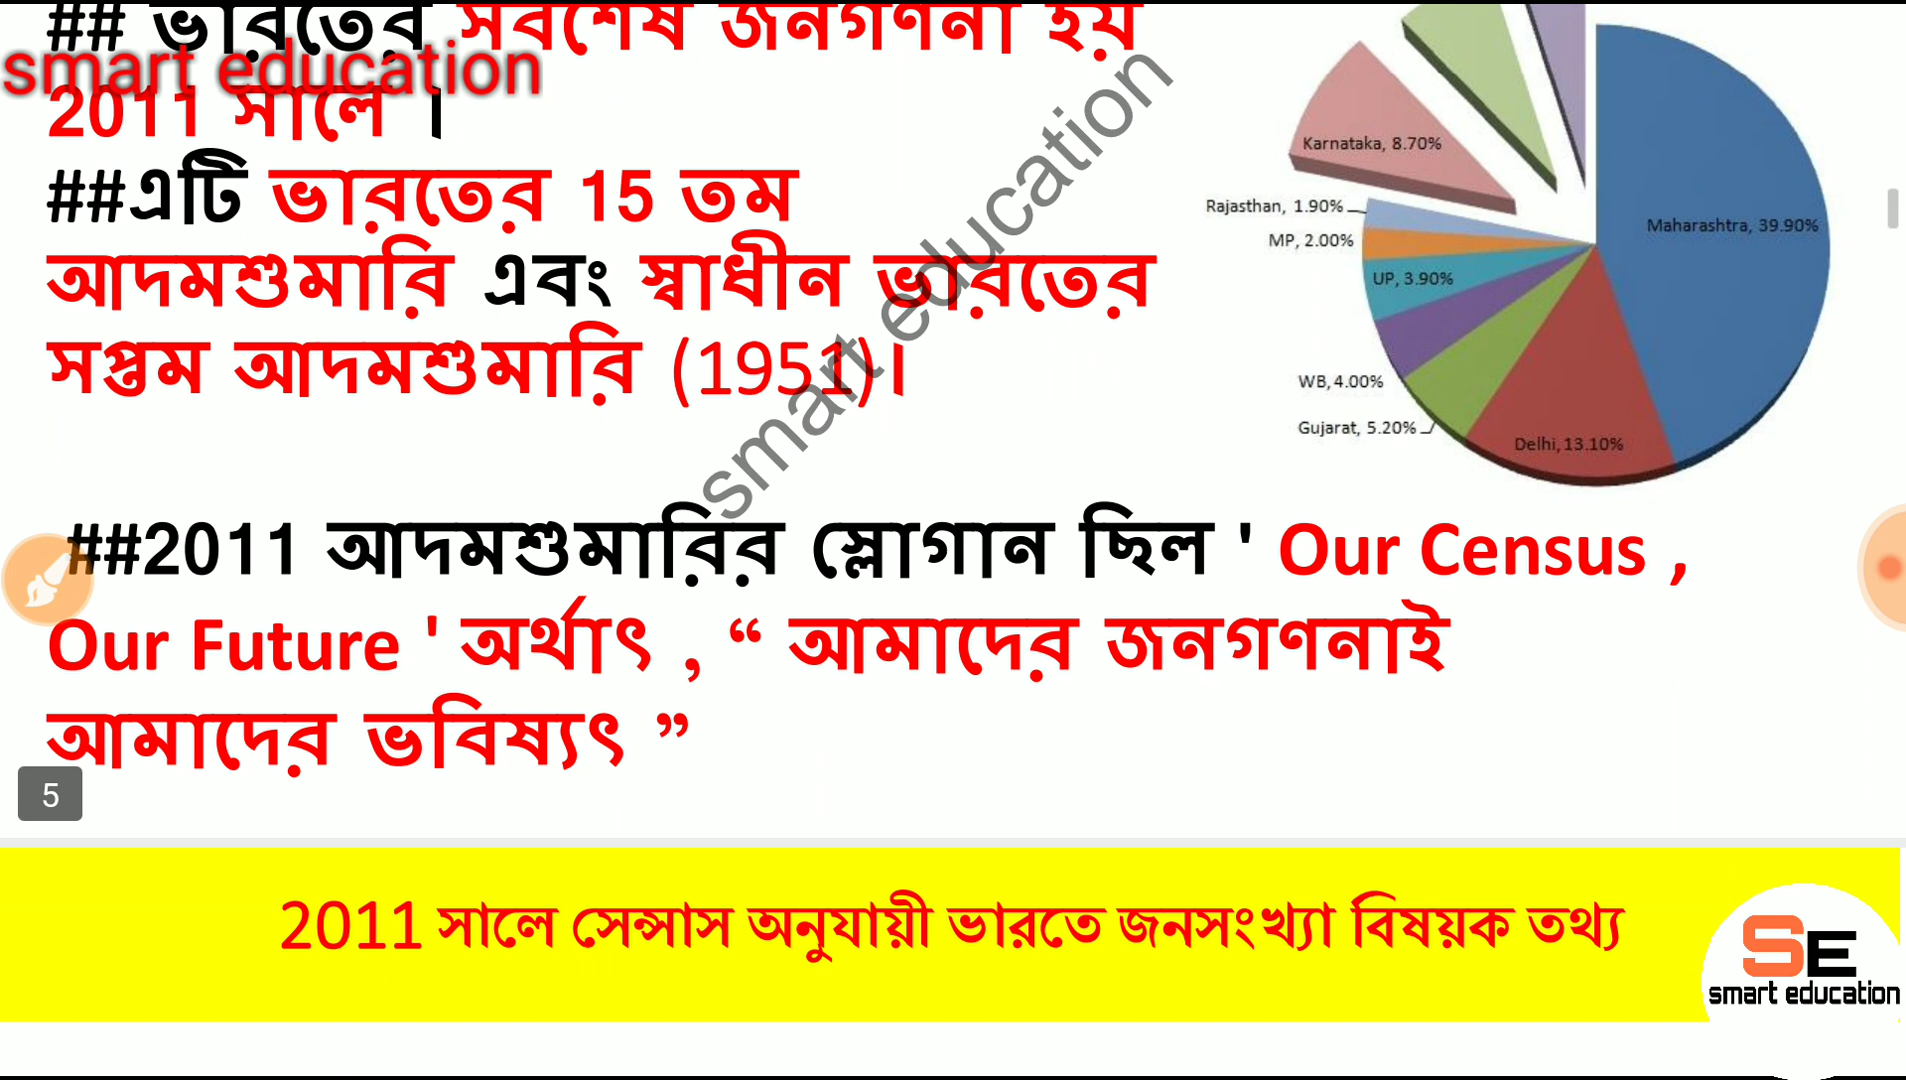 ## ভারতের সর্বশেষ জনগণনা হয়
smart education
2011 সালে ।
##এটি ভারতের 15 তম
আদমশুমারি এবং স্বাধীন ভারতের
সপ্তম আদমশুমারি (1951)।
smart education
Karnataka, 8.70%
Rajasthan, 1.90%
MP, 2.00%
UP, 3.90%
WB, 4.00%
Gujarat, 5.20%
Delhi, 13.10%
Maharashtra, 39.90%
##2011 আদমশুমারির স্লোগান ছিল ' Our Census ,
Our Future ' অর্থাৎ , “ আমাদের জনগণনাই
আমাদের ভবিষ্যৎ ”
5
2011 সালে সেন্সাস অনুযায়ী ভারতে জনসংখ্যা বিষয়ক তথ্য
SE
smart education